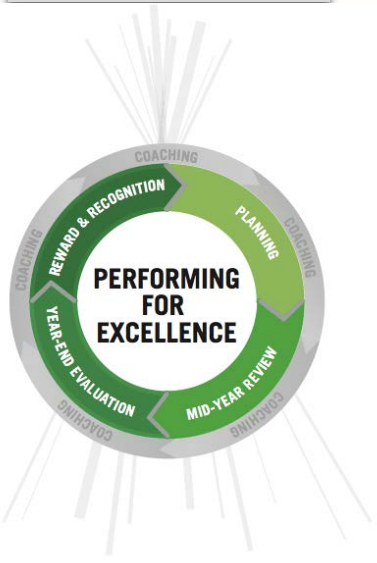 COACHING
REWARD & RECOGNITION
PLANNING
COACHING
COACHING
PERFORMING
FOR
EXCELLENCE
YEAR-END EVALUATION
MID-YEAR REVIEW
COACHING
COACHING